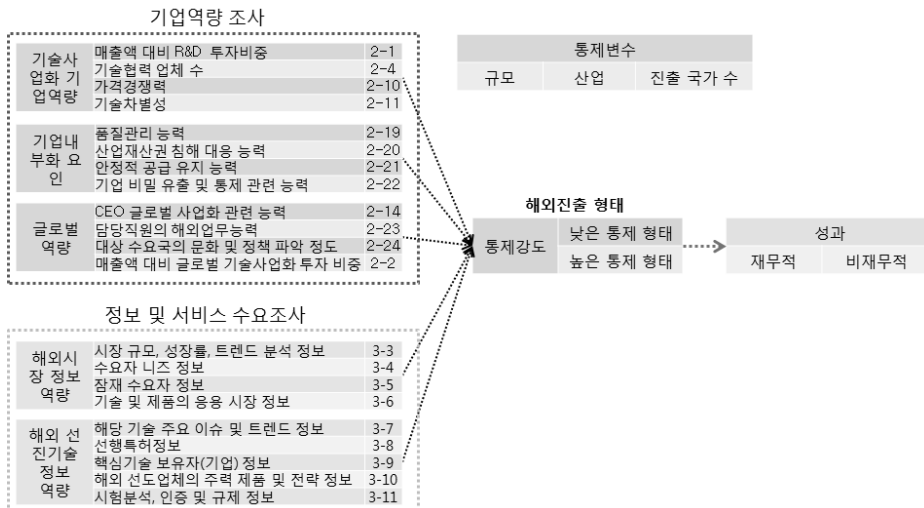 기업역량 조사
기술사
업화 기
업역량
매출액 대비 R&D 투자비중 2-1
기술협력 업체 수 2-4
가격경쟁력 2-10
기술차별성 2-11
기업내
부화 요
인
품질관리 능력 2-19
산업재산권 침해 대응 능력 2-20
안정적 공급 유지 능력 2-21
기업 비밀 유출 및 통제 관련 능력 2-22
글로벌
역량
CEO 글로벌 사업화 관련 능력 2-14
담당직원의 해외업무능력 2-23
대상 수요국의 문화 및 정책 파악 정도 2-24
매출액 대비 글로벌 기술사업화 투자 비중 2-2
통제변수
규모 산업 진출 국가 수
해외진출 형태
통제강도
낮은 통제 형태
높은 통제 형태
성과
재무적 비재무적
정보 및 서비스 수요조사
해외시
장 정보
역량
시장 규모, 성장률, 트렌드 분석 정보 3-3
수요자 니즈 정보 3-4
잠재 수요자 정보 3-5
기술 및 제품의 응용 시장 정보 3-6
해외 선
진기술
정보
역량
해당 기술 주요 이슈 및 트렌드 정보 3-7
선행특허정보 3-8
핵심기술 보유자(기업) 정보 3-9
해외 선도업체의 주력 제품 및 전략 정보 3-10
시험분석, 인증 및 규제 정보 3-11